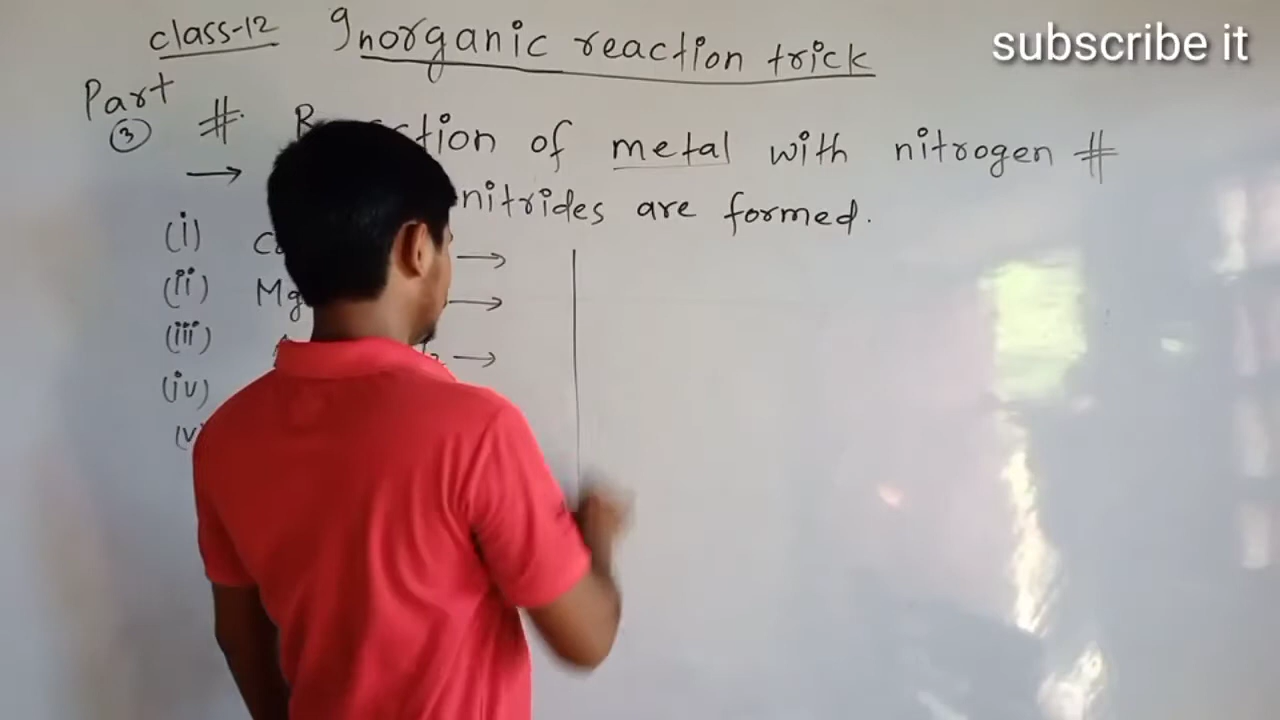 subscribe it
class-12 Inorganic reaction trick
Part
3 # of metal with nitrogen #
→ nitrides are formed.
(i) →
(ii) Mg →
(iii) →
(iv)
(v)